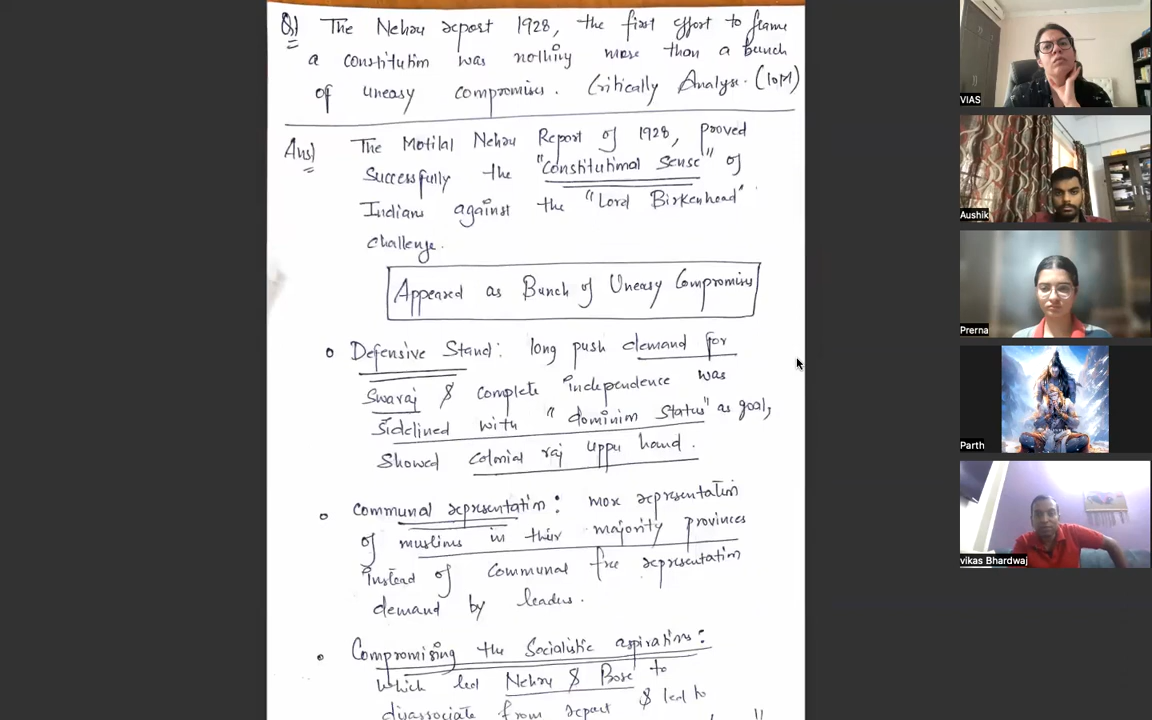 Q1) The Nehru report 1928, the first effort to frame
a constitution was nothing more than a bunch
of uneasy compromises. Critically Analyse. (10M)
Ans) The Motilal Nehru Report of 1928, proved
Successfully the "Constitutional Sense" of
Indians against the "Lord Birkenhead"
challenge.
Appeared as Bunch of Uneasy Compromises
Defensive Stand: long push demand for
Swaraj & complete independence was
Sidelined with "dominion Status" as goal,
Showed colonial raj upper hand.
Communal representation: more representation
of muslims in their majority provinces
instead of communal free representation
demand by leaders.
Compromising the Socialistic aspirations:
which led Nehru & Bose to
disassociate from report & led to
VIAS
Aushik
Prerna
Parth
vikas Bhardwaj